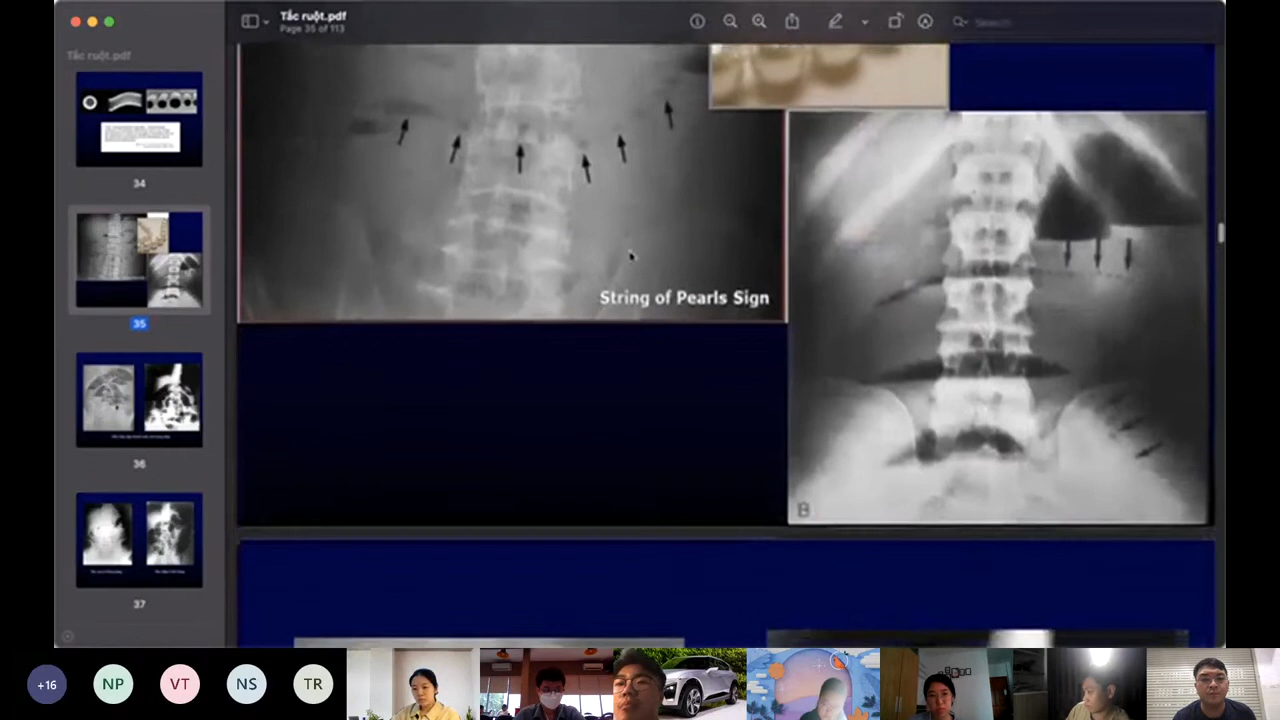 Tắc ruột.pdf
Page 35 of 113
Search
Tắc ruột.pdf
34
35
36
37
String of Pearls Sign
B
+16
NP
VT
NS
TR